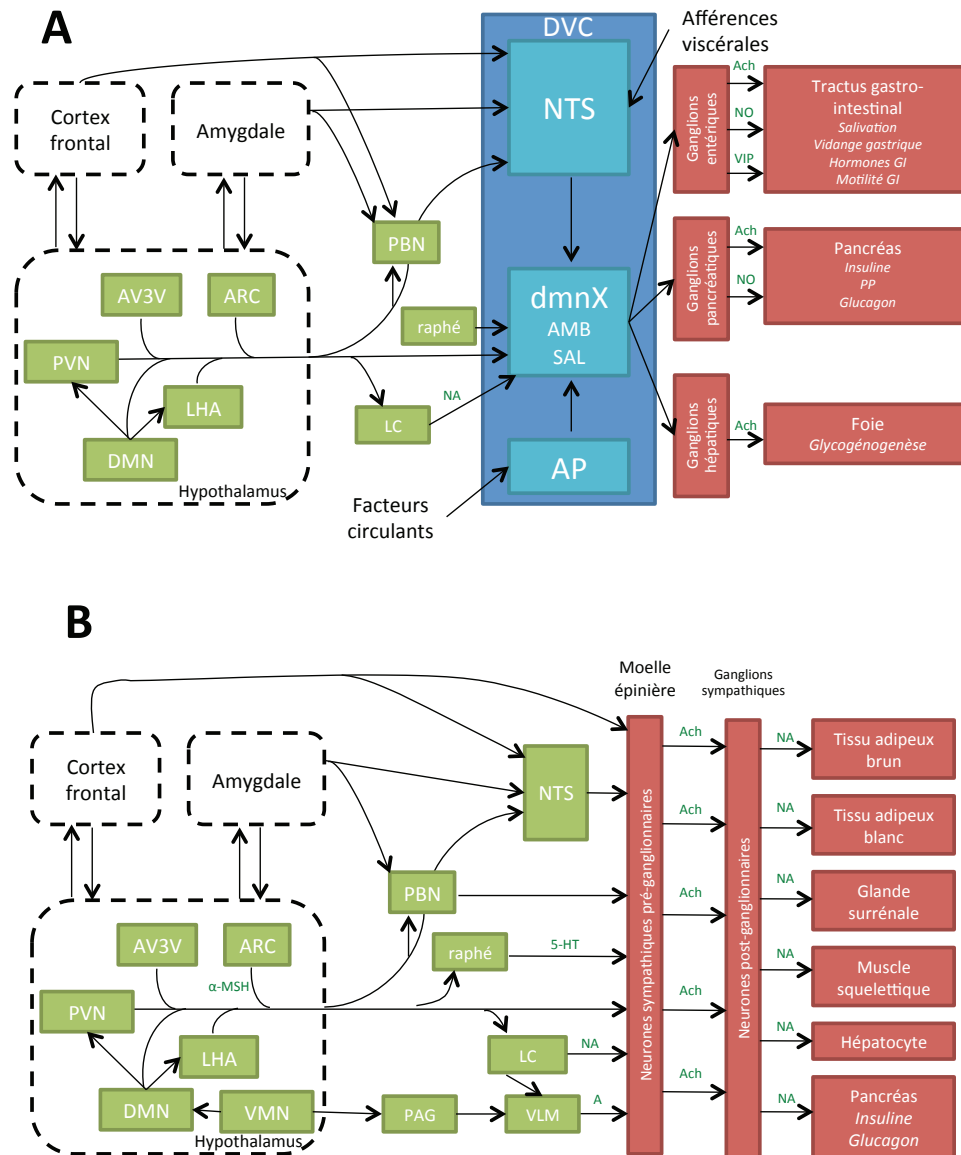 A
DVC
Afférences
viscérales
Cortex
frontal
Amygdale
NTS
Ganglions
entériques
Ach
NO
VIP
Tractus gastro-
intestinal
Salivation
Vidange gastrique
Hormones GI
Motilité GI
PBN
AV3V
ARC
raphé
dmnX
AMB
SAL
Ganglions
pancréatiques
Ach
NO
Pancréas
Insuline
PP
Glucagon
PVN
LHA
DMN
Hypothalamus
LC
NA
AP
Facteurs
circulants
Ganglions
hépatiques
Ach
Foie
Glycogénogenèse
B
Moelle
épinière
Ganglions
sympathiques
Cortex
frontal
Amygdale
NTS
PBN
raphé
5-HT
AV3V
ARC
α-MSH
PVN
LHA
DMN
VMN
Hypothalamus
PAG
LC
NA
VLM
A
Neurones sympathiques pré-ganglionnaires
Ach
Ach
Ach
Ach
Ach
Neurones post-ganglionnaires
NA
Tissu adipeux
brun
NA
Tissu adipeux
blanc
NA
Glande
surrénale
NA
Muscle
squelettique
NA
Hépatocyte
NA
Pancréas
Insuline
Glucagon